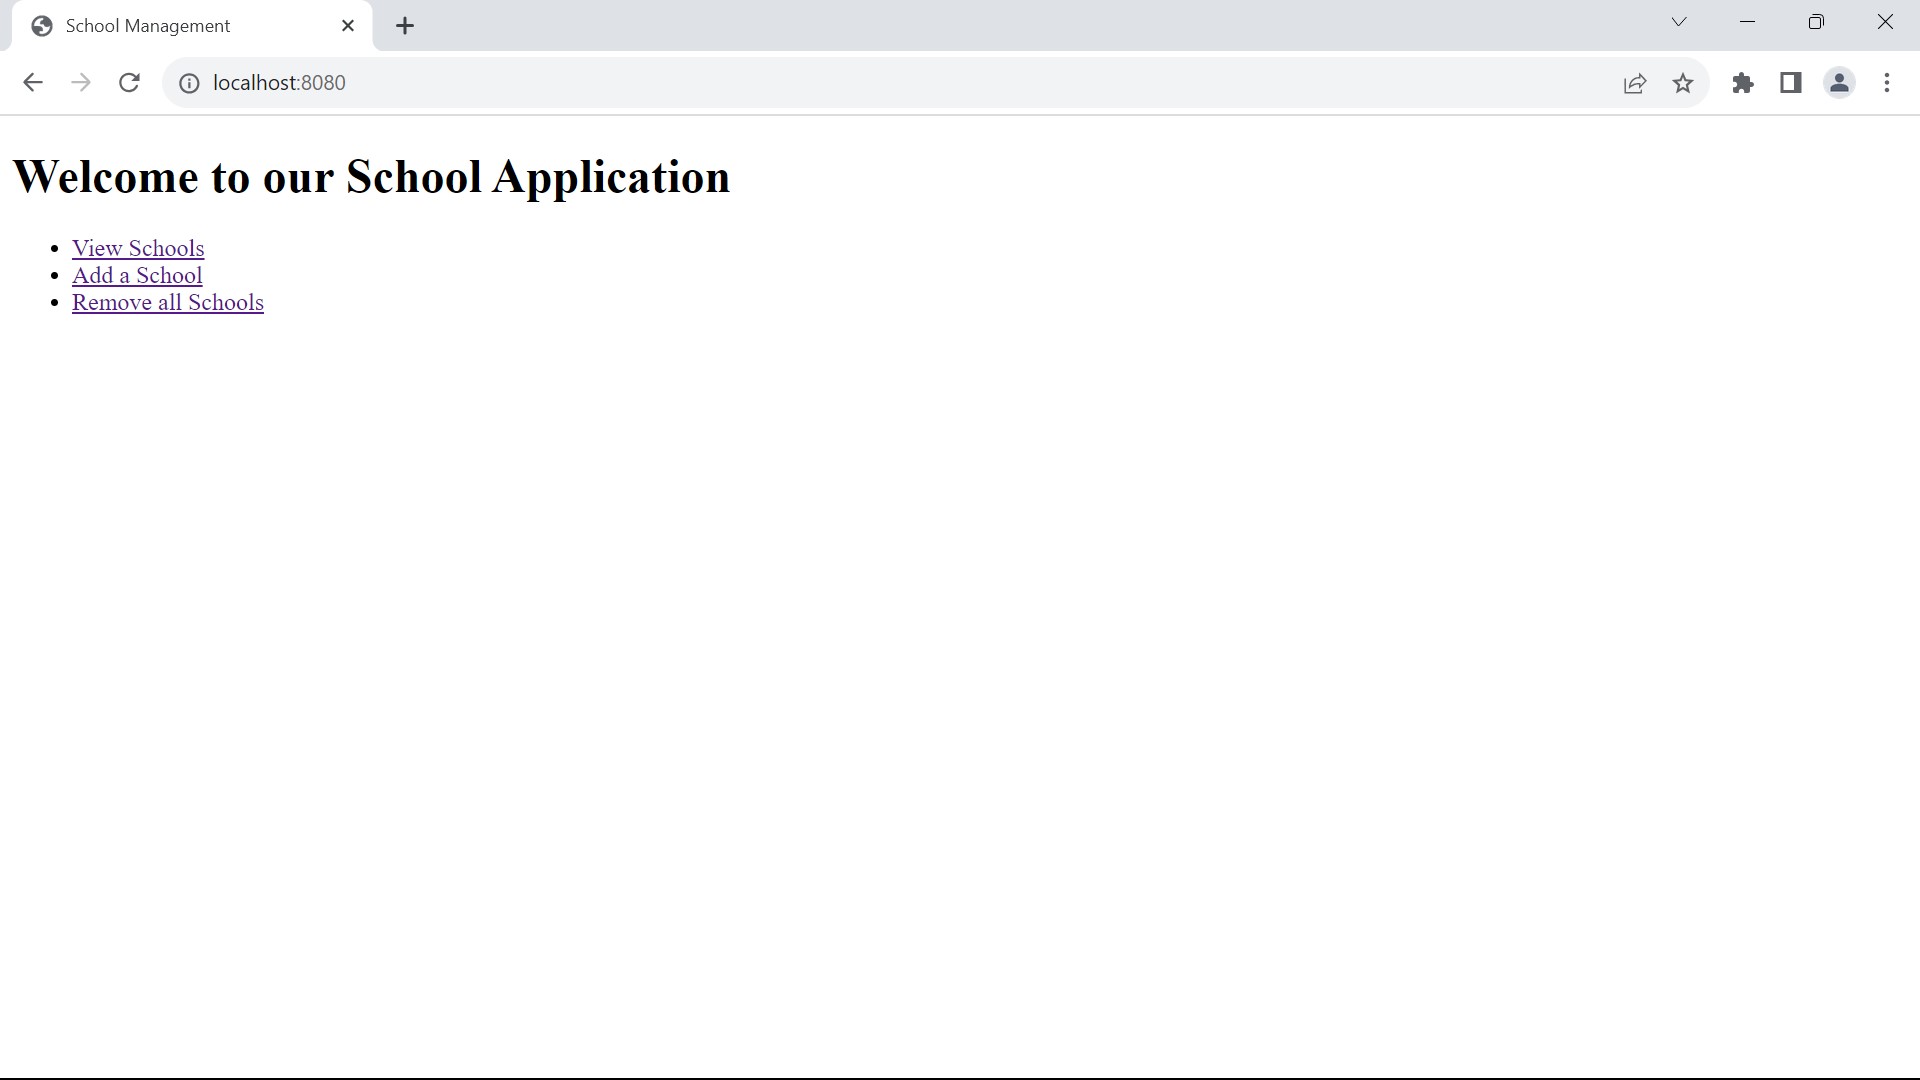 School Management
localhost:8080
Welcome to our School Application
View Schools
Add a School
Remove all Schools